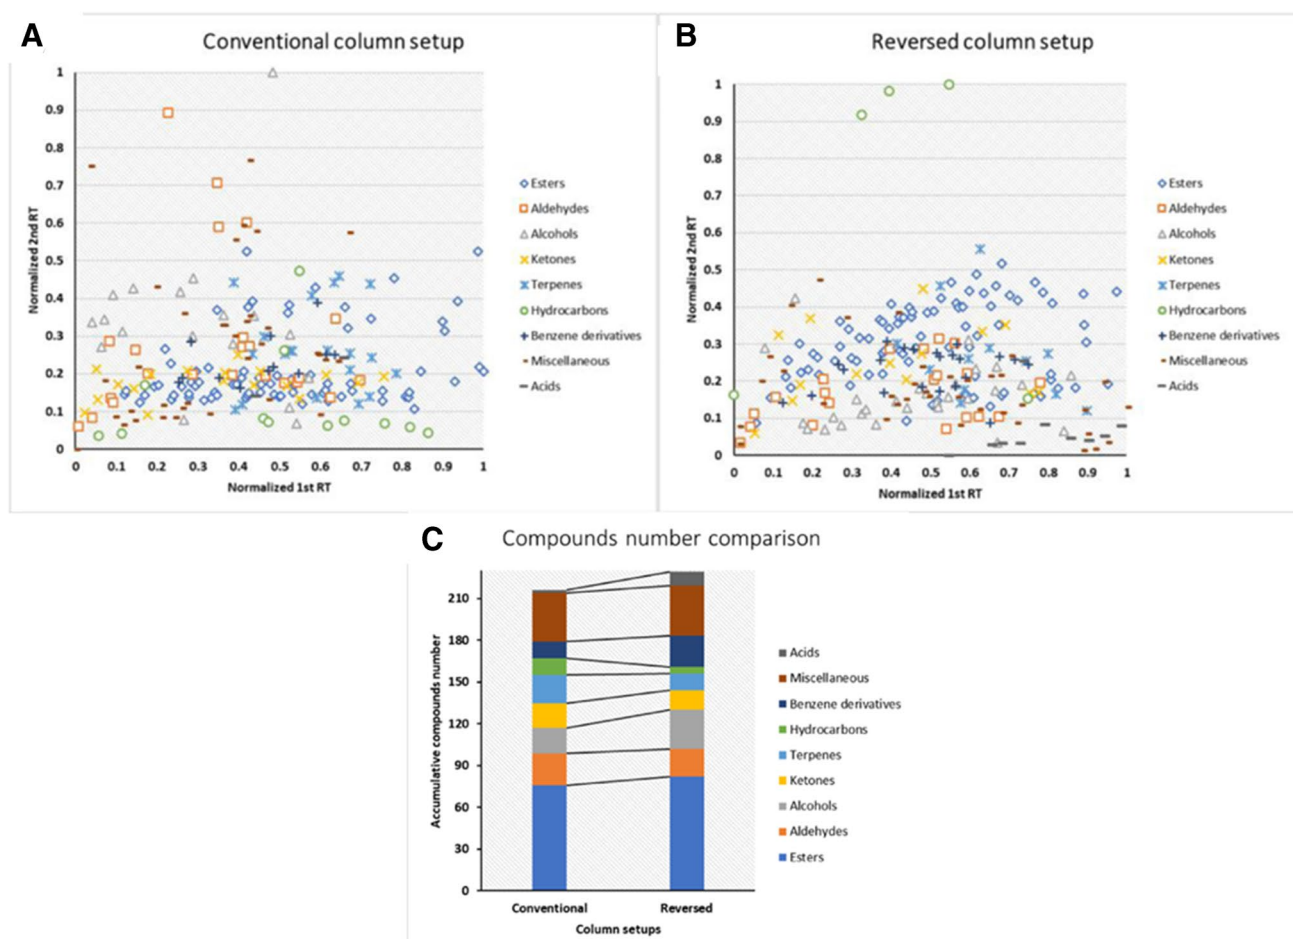 A
Conventional column setup
Normalized 2nd RT
1
0.9
0.8
0.7
0.6
0.5
0.4
0.3
0.2
0.1
0
0 0.1 0.2 0.3 0.4 0.5 0.6 0.7 0.8 0.9 1
Normalized 1st RT
Esters
Aldehydes
Alcohols
Ketones
Terpenes
Hydrocarbons
Benzene derivatives
Miscellaneous
Acids
B
Reversed column setup
Normalized 2nd RT
1
0.9
0.8
0.7
0.6
0.5
0.4
0.3
0.2
0.1
0
0 0.1 0.2 0.3 0.4 0.5 0.6 0.7 0.8 0.9 1
Normalized 1st RT
Esters
Aldehydes
Alcohols
Ketones
Terpenes
Hydrocarbons
Benzene derivatives
Miscellaneous
Acids
C
Compounds number comparison
Accumulative compounds number
210
180
150
120
90
60
30
0
Conventional Reversed
Column setups
Acids
Miscellaneous
Benzene derivatives
Hydrocarbons
Terpenes
Ketones
Alcohols
Aldehydes
Esters